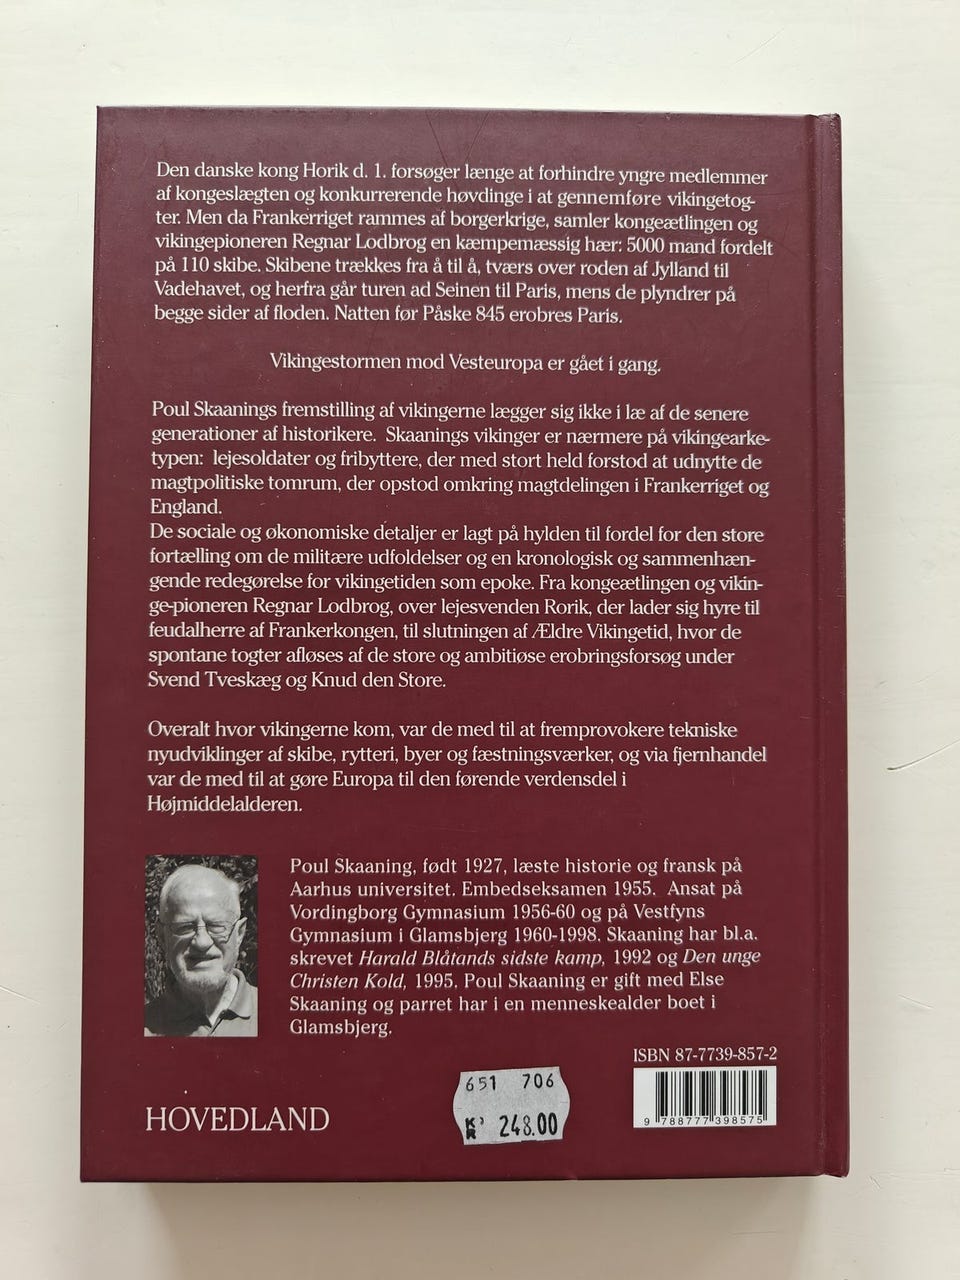 Den danske kong Horik d. 1. forsøger længe at forhindre yngre medlemmer
af kongeslægten og konkurrerende høvdinge i at gennemføre vikingetog-
ter. Men da Frankerriget rammes af borgerkrige, samler kongeætlingen og
vikingepioneren Regnar Lodbrog en kæmpemæssig hær: 5000 mand fordelt
på 110 skibe. Skibene trækkes fra å til å, tværs over roden af Jylland til
Vadehavet, og herfra går turen ad Seinen til Paris, mens de plyndrer på
begge sider af floden. Natten før Påske 845 erobres Paris.
Vikingestormen mod Vesteuropa er gået i gang.
Poul Skaanings fremstilling af vikingerne lægger sig ikke i læ af de senere
generationer af historikere. Skaanings vikinger er nærmere på vikingearke-
typen: lejesoldater og fribyttere, der med stort held forstod at udnytte de
magtpolitiske tomrum, der opstod omkring magtdelingen i Frankerriget og
England.
De sociale og økonomiske detaljer er lagt på hylden til fordel for den store
fortælling om de militære udfoldelser og en kronologisk og sammenhæn-
gende redegørelse for vikingetiden som epoke. Fra kongeætlingen og vikin-
ge-pioneren Regnar Lodbrog, over lejesvenden Rorik, der lader sig hyre til
feudalherre af Frankerkongen, til slutningen af Ældre Vikingetid, hvor de
spontane togter afløses af de store og ambitiøse erobringsforsøg under
Svend Tveskæg og Knud den Store.
Overalt hvor vikingerne kom, var de med til at fremprovokere tekniske
nyudviklinger af skibe, rytteri, byer og fæstningsværker, og via fjernhandel
var de med til at gøre Europa til den førende verdensdel i
Højmiddelalderen.
Poul Skaaning, født 1927, læste historie og fransk på
Aarhus universitet. Embedseksamen 1955. Ansat på
Vordingborg Gymnasium 1956-60 og på Vestfyns
Gymnasium i Glamsbjerg 1960-1998. Skaaning har bl.a.
skrevet Harald Blåtands sidste kamp, 1992 og Den unge
Christen Kold, 1995. Poul Skaaning er gift med Else
Skaaning og parret har i en menneskealder boet i
Glamsbjerg.
ISBN 87-7739-857-2
9 788777 398575
651 706
KR 248.00
HOVEDLAND